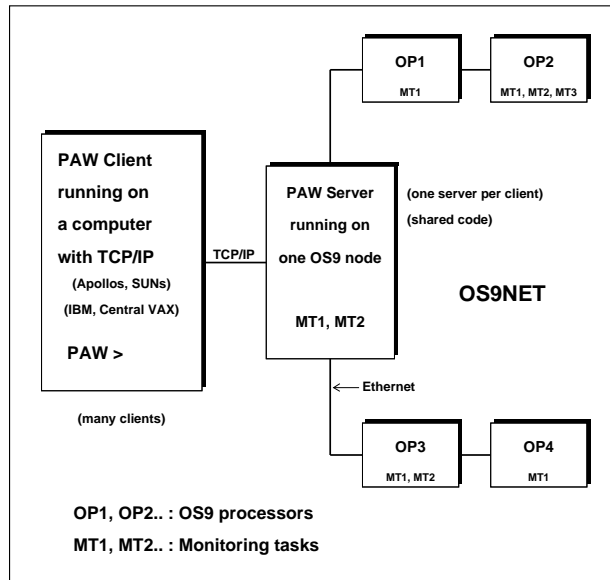 OP1
MT1
OP2
MT1, MT2, MT3
PAW Client
running on
a computer
with TCP/IP
(Apollos, SUNs)
(IBM, Central VAX)
PAW >
(many clients)
TCP/IP
PAW Server
running on
one OS9 node
MT1, MT2
(one server per client)
(shared code)
OS9NET
Ethernet
OP3
MT1, MT2
OP4
MT1
OP1, OP2.. : OS9 processors
MT1, MT2.. : Monitoring tasks